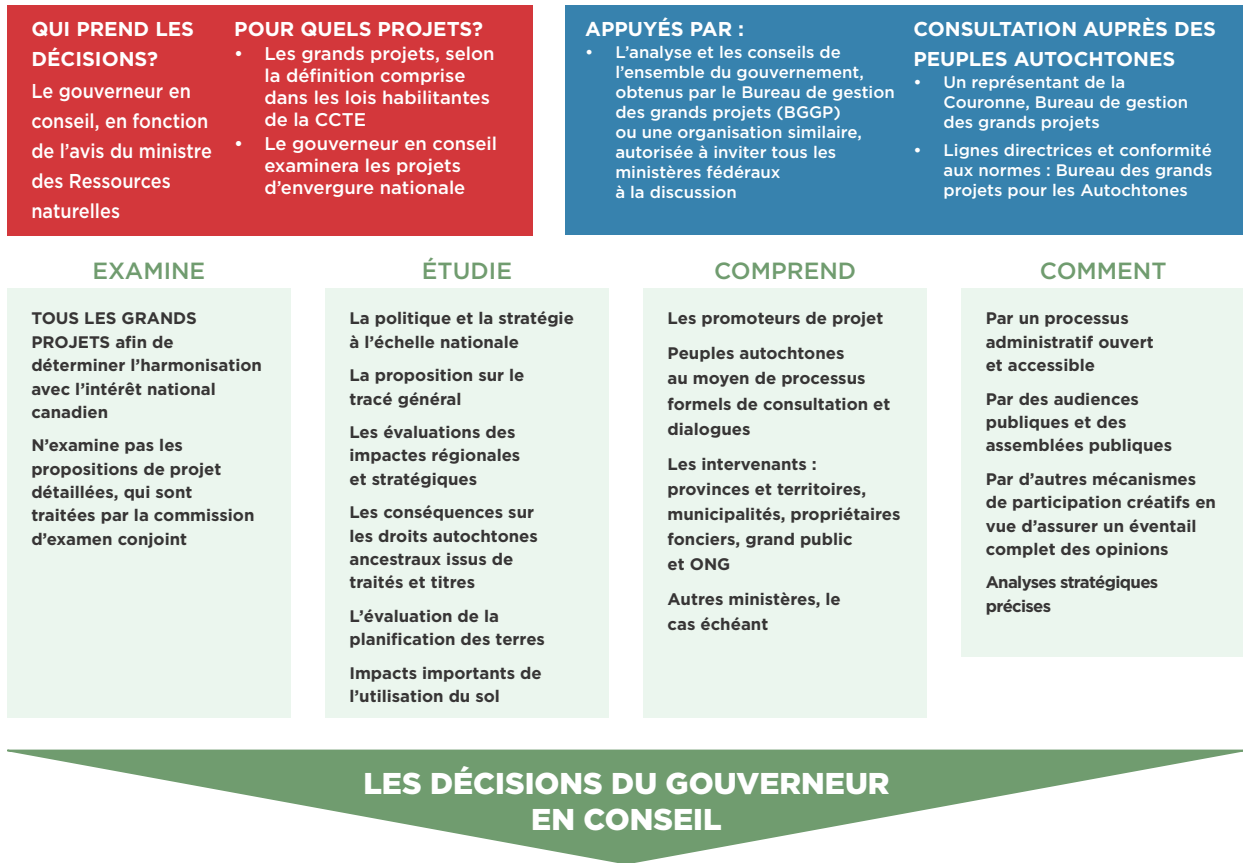 QUI PREND LES
DÉCISIONS?
Le gouverneur en
conseil, en fonction
de l’avis du ministre
des Ressources
naturelles
POUR QUELS PROJETS?
• Les grands projets, selon
la définition comprise
dans les lois habilitantes
de la CCTE
• Le gouverneur en conseil
examinera les projets
d’envergure nationale
APPUYÉS PAR :
• L’analyse et les conseils de
l’ensemble du gouvernement,
obtenus par le Bureau de gestion
des grands projets (BGGP)
ou une organisation similaire,
autorisée à inviter tous les
ministères fédéraux
à la discussion
CONSULTATION AUPRÈS DES
PEUPLES AUTOCHTONES
• Un représentant de la
Couronne, Bureau de gestion
des grands projets
• Lignes directrices et conformité
aux normes : Bureau des grands
projets pour les Autochtones
EXAMINE
TOUS LES GRANDS
PROJETS afin de
déterminer l’harmonisation
avec l’intérêt national
canadien
N’examine pas les
propositions de projet
détaillées, qui sont
traitées par la commission
d’examen conjoint
ÉTUDIE
La politique et la stratégie
à l’échelle nationale
La proposition sur le
tracé général
Les évaluations des
impactes régionales
et stratégiques
Les conséquences sur
les droits autochtones
ancestraux issus de
traités et titres
L’évaluation de la
planification des terres
Impacts importants de
l’utilisation du sol
COMPREND
Les promoteurs de projet
Peuples autochtones
au moyen de processus
formels de consultation et
dialogues
Les intervenants :
provinces et territoires,
municipalités, propriétaires
fonciers, grand public
et ONG
Autres ministères, le
cas échéant
COMMENT
Par un processus
administratif ouvert
et accessible
Par des audiences
publiques et des
assemblées publiques
Par d’autres mécanismes
de participation créatifs en
vue d’assurer un éventail
complet des opinions
Analyses stratégiques
précises
LES DÉCISIONS DU GOUVERNEUR
EN CONSEIL